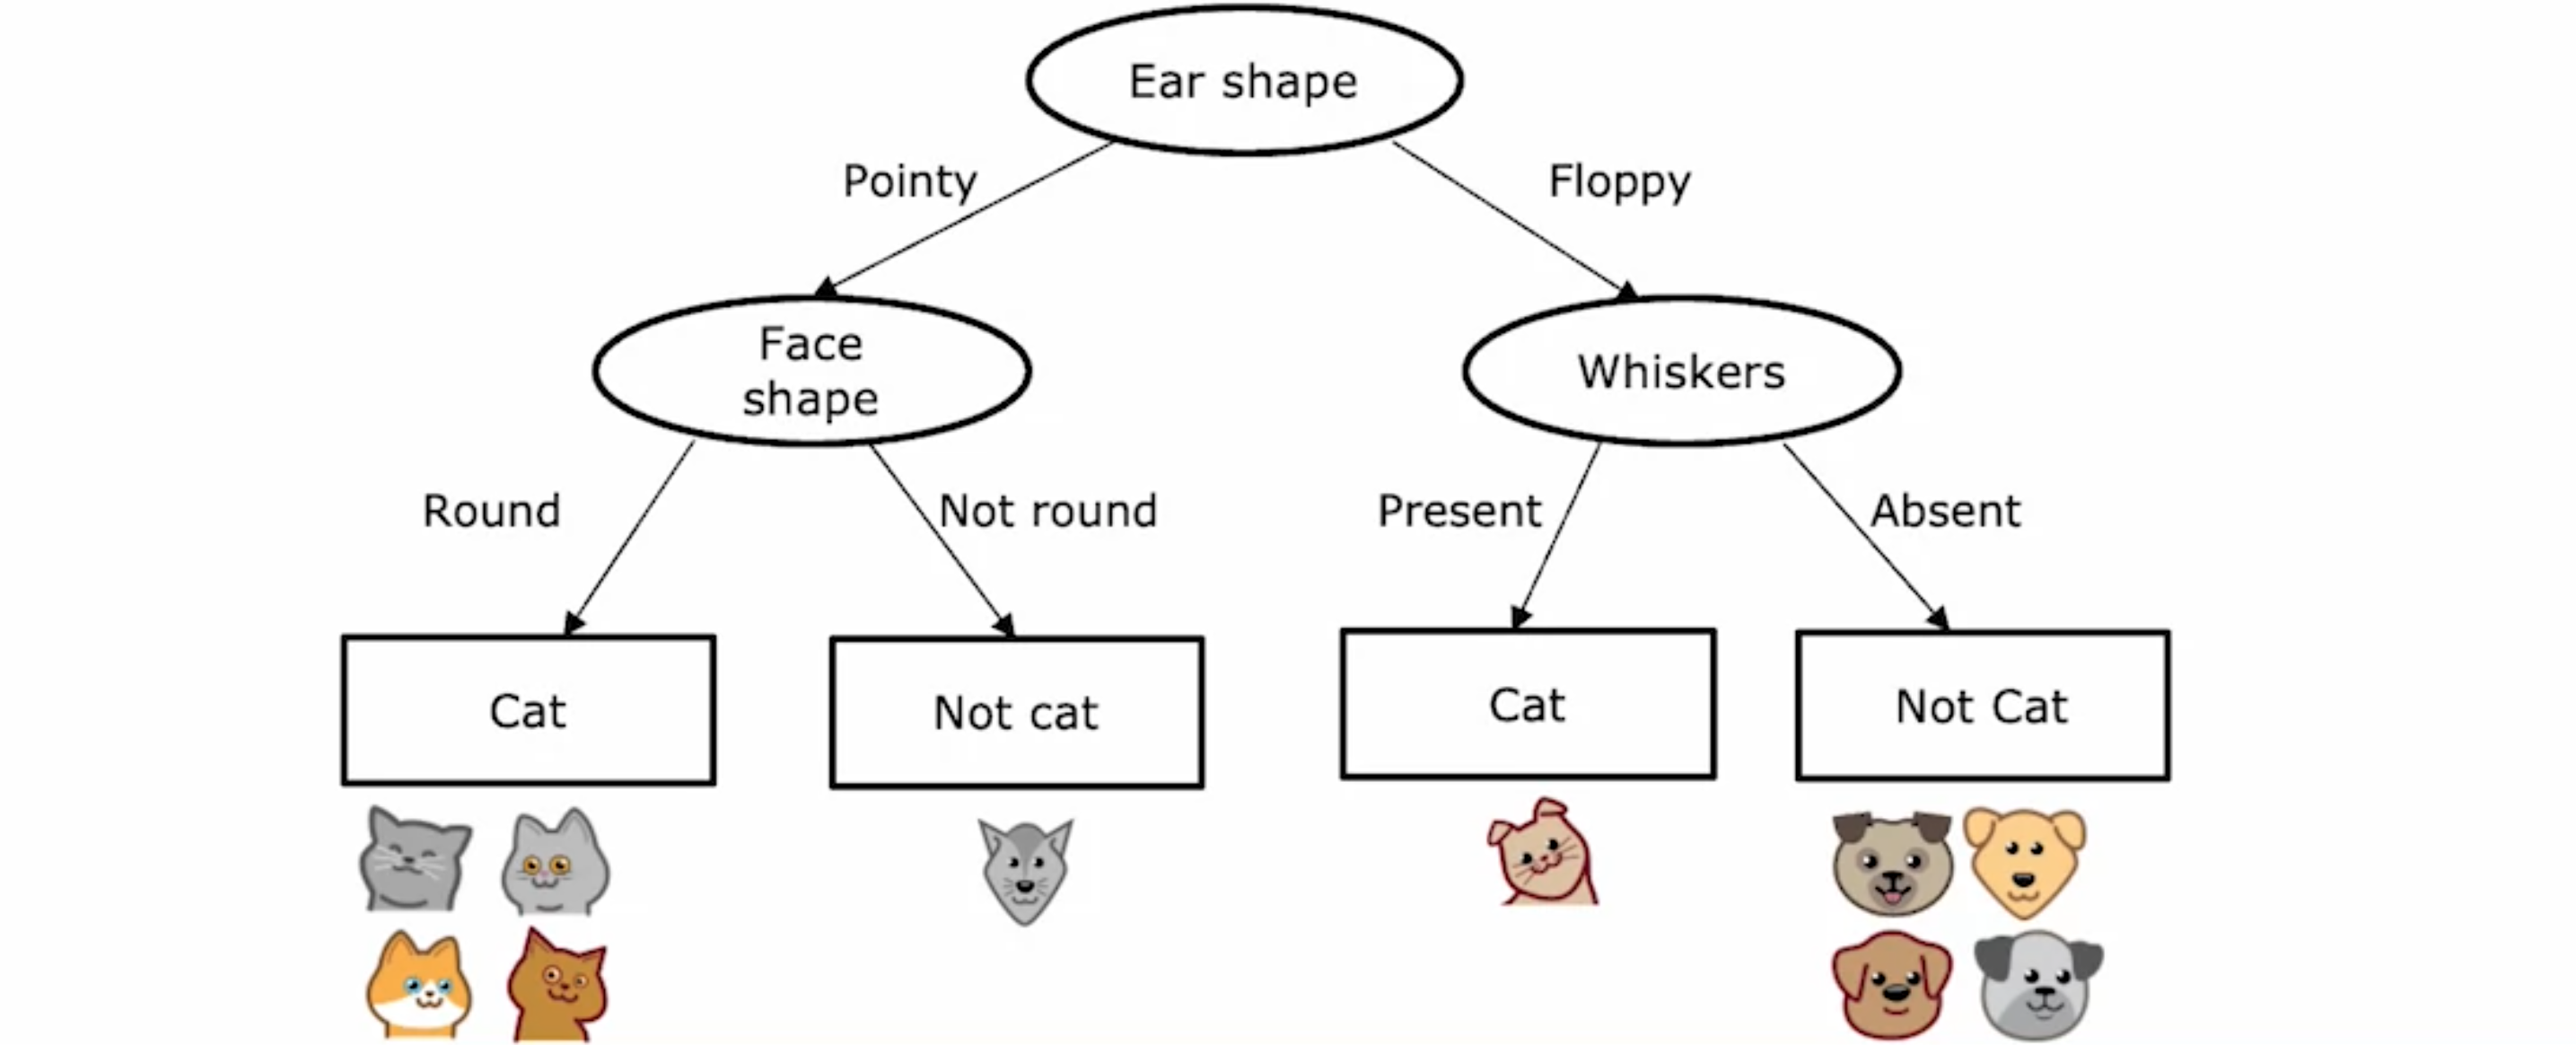 Ear shape
Pointy
Floppy
Face
shape
Whiskers
Round
Not round
Present
Absent
Cat
Not cat
Cat
Not Cat